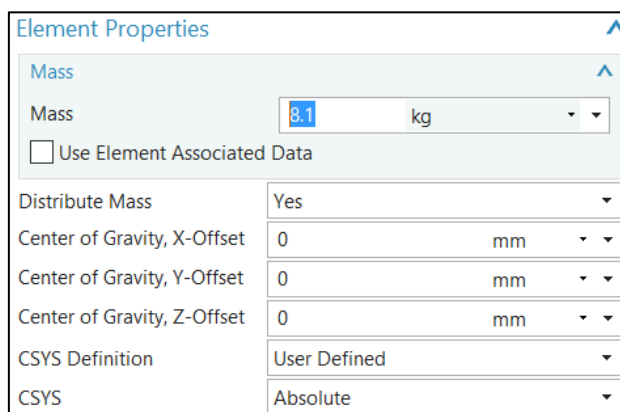 Element Properties
Mass
Mass 8.1 kg
Use Element Associated Data
Distribute Mass Yes
Center of Gravity, X-Offset 0 mm
Center of Gravity, Y-Offset 0 mm
Center of Gravity, Z-Offset 0 mm
CSYS Definition User Defined
CSYS Absolute